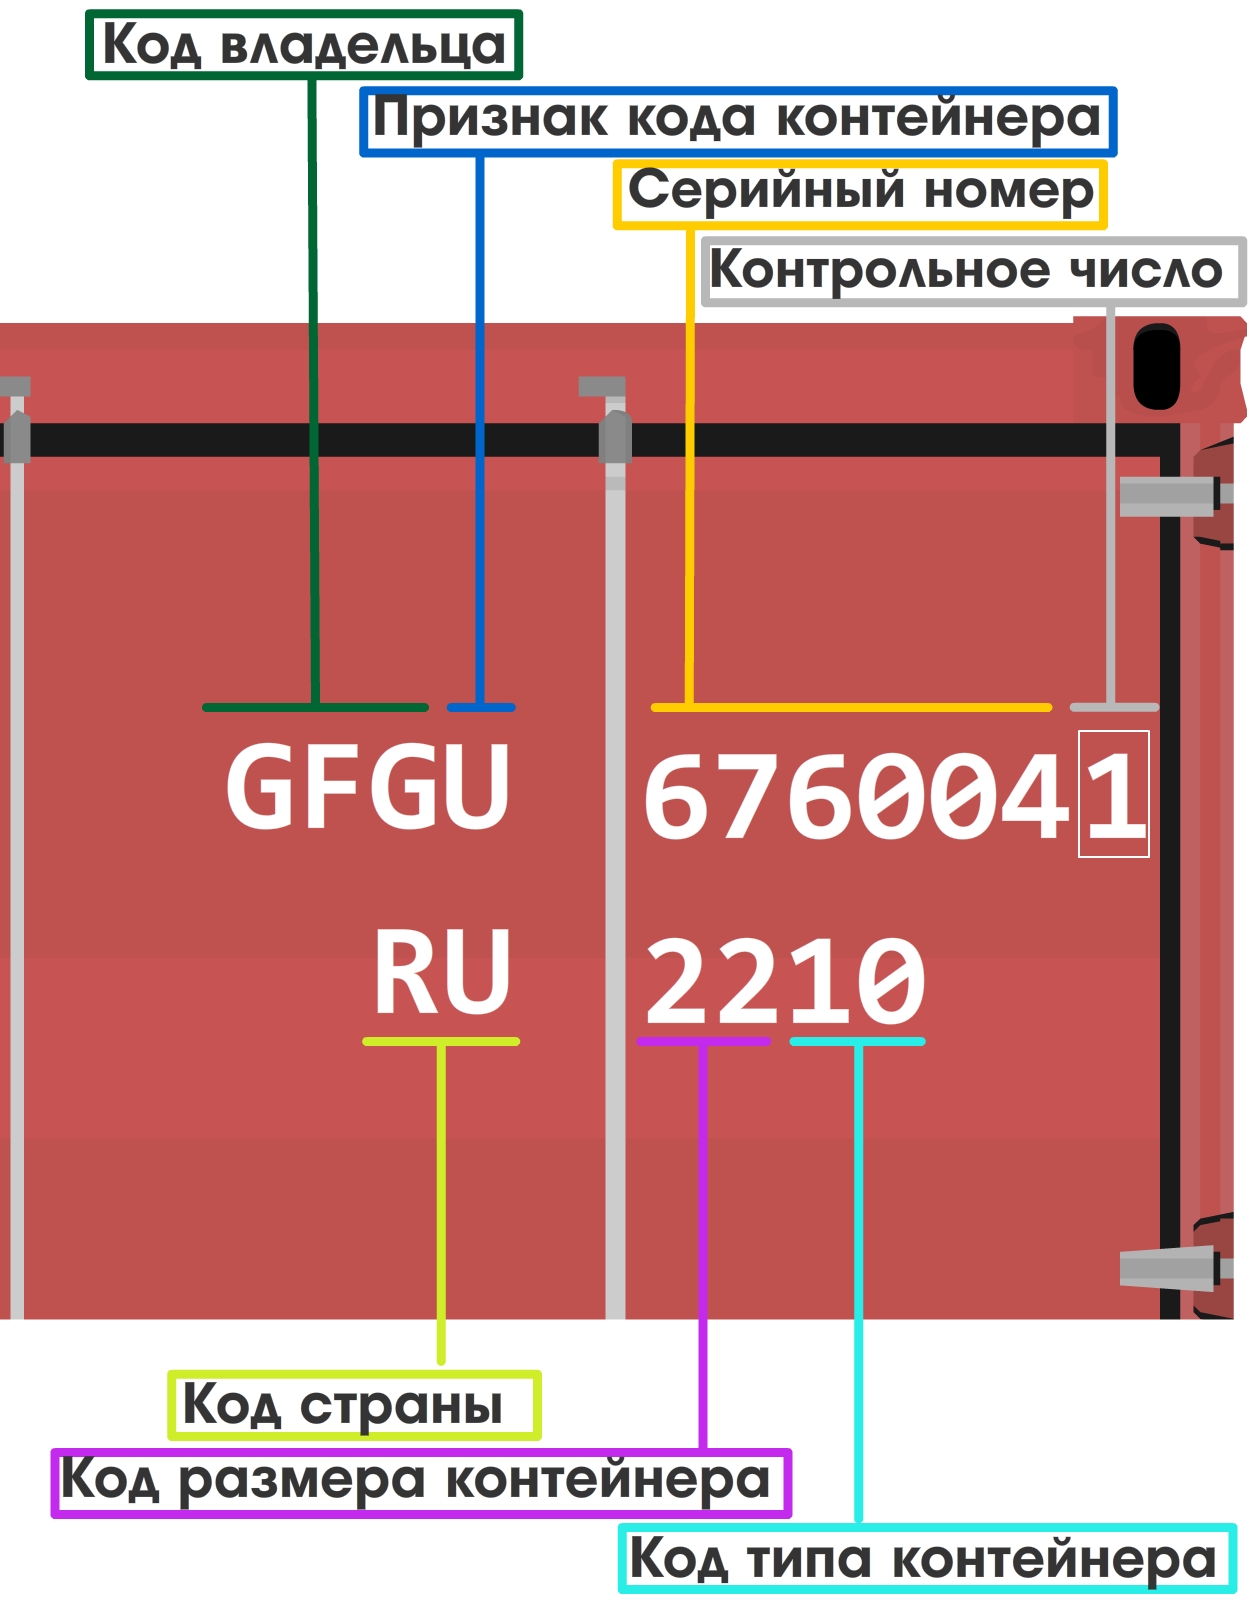 Код владельца
Признак кода контейнера
Серийный номер
Контрольное число
GFGU 6760041
RU 2210
Код страны
Код размера контейнера
Код типа контейнера